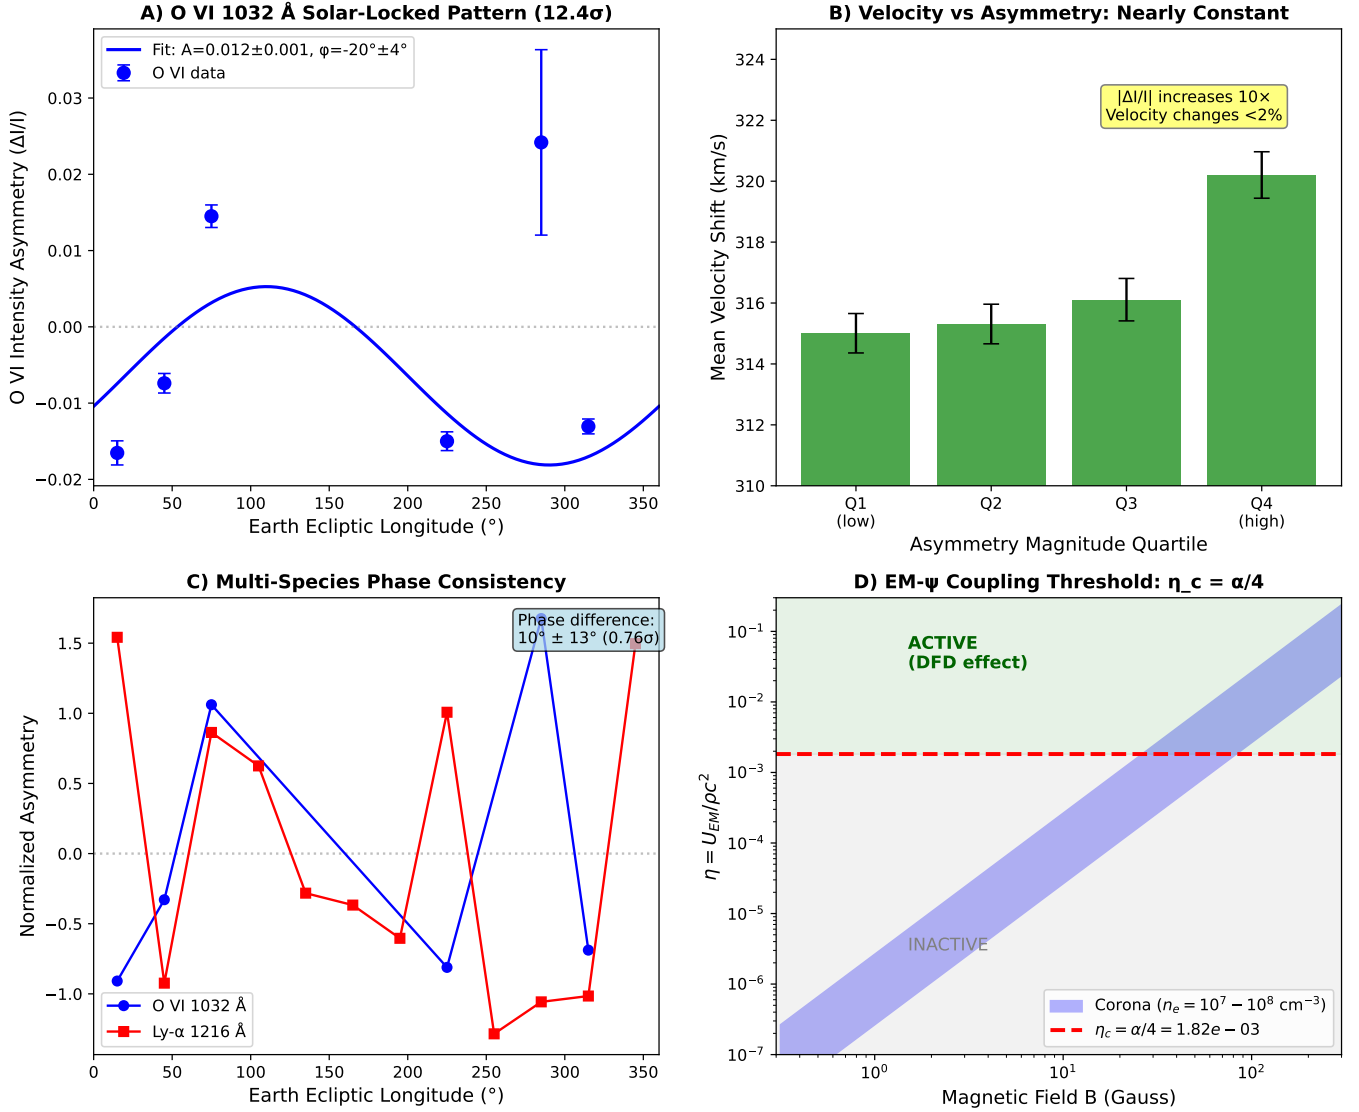 A) O VI 1032 Å Solar-Locked Pattern (12.4σ)
Fit: A=0.012±0.001, φ=-20°±4°
O VI data
O VI Intensity Asymmetry (ΔI/I)
0.03
0.02
0.01
0.00
−0.01
−0.02
0 50 100 150 200 250 300 350
Earth Ecliptic Longitude (°)
B) Velocity vs Asymmetry: Nearly Constant
|ΔI/I| increases 10×
Velocity changes <2%
Mean Velocity Shift (km/s)
324
322
320
318
316
314
312
310
Q1 Q2 Q3 Q4
(low) (high)
Asymmetry Magnitude Quartile
C) Multi-Species Phase Consistency
Phase difference:
10° ± 13° (0.76σ)
Normalized Asymmetry
1.5
1.0
0.5
0.0
−0.5
−1.0
O VI 1032 Å
Ly-α 1216 Å
0 50 100 150 200 250 300 350
Earth Ecliptic Longitude (°)
D) EM-ψ Coupling Threshold: η_c = α/4
ACTIVE
(DFD effect)
INACTIVE
η = U_EM/ρc²
10⁻¹
10⁻²
10⁻³
10⁻⁴
10⁻⁵
10⁻⁶
10⁻⁷
Corona (nₑ = 10⁷ − 10⁸ cm⁻³)
η_c = α/4 = 1.82e − 03
10⁰ 10¹ 10²
Magnetic Field B (Gauss)